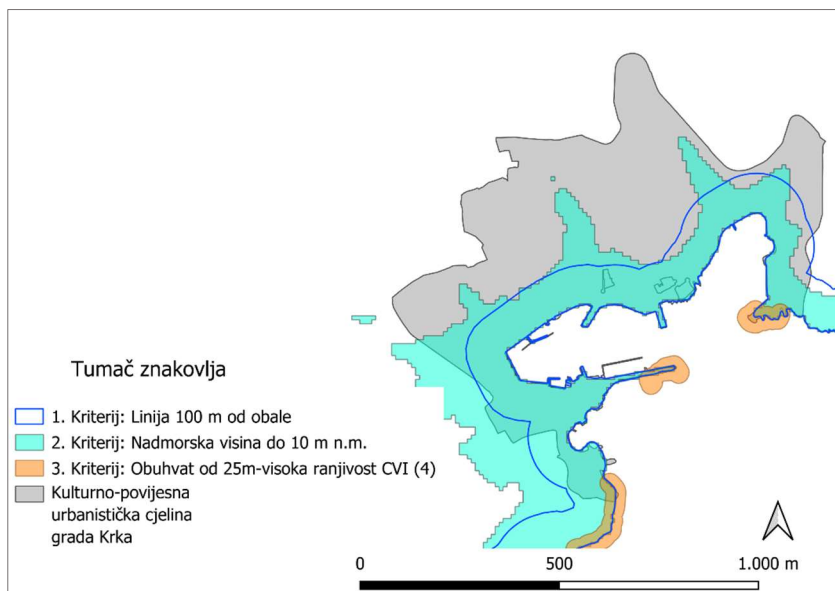 Tumač znakovlja
1. Kriterij: Linija 100 m od obale
2. Kriterij: Nadmorska visina do 10 m n.m.
3. Kriterij: Obuhvat od 25m-visoka ranjivost CVI (4)
Kulturno-povijesna
urbanistička cjelina
grada Krka
0 500 1.000 m